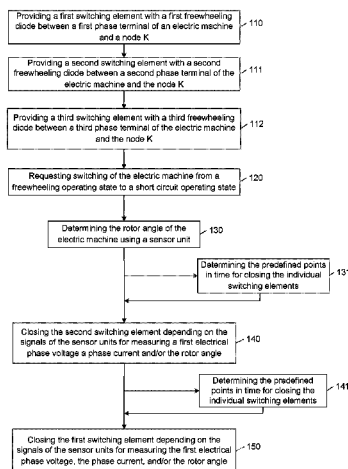 Providing a first switching element with a first freewheeling
diode between a first phase terminal of an electric machine
and a node K
110
Providing a second switching element with a second
freewheeling diode between a second phase terminal of the
electric machine and the node K
111
Providing a third switching element with a third freewheeling
diode between a third phase terminal of the electric machine
and the node K
112
Requesting switching of the electric machine from a
freewheeling operating state to a short circuit operating state
120
Determining the rotor angle of the
electric machine using a sensor unit
130
Determining the predefined points
in time for closing the individual
switching elements
131
Closing the second switching element depending on the
signals of the sensor units for measuring a first electrical
phase voltage a phase current and/or the rotor angle
140
Determining the predefined points
in time for closing the individual
switching elements
141
Closing the first switching element depending on the
signals of the sensor units for measuring the first electrical
phase voltage, the phase current, and/or the rotor angle
150